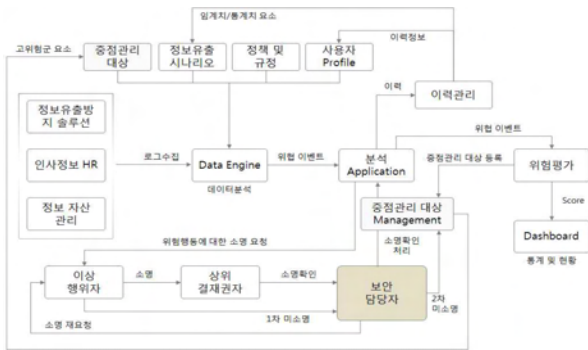 임계치/통계치 요소
고위험군 요소
이력정보
중점관리
대상
정보유출
시나리오
정책 및
규정
사용자
Profile
이력
이력관리
정보유출방
지 솔루션
인사정보 HR
정보 자산
관리
로그수집
Data Engine
데이터분석
위협 이벤트
분석
Application
위협 이벤트
중점관리 대상 등록
위험평가
중점관리 대상
Management
Score
Dashboard
통계 및 현황
위험행동에 대한 소명 요청
소명확인
처리
이상
행위자
소명
상위
결재권자
소명확인
보안
담당자
2차
미소명
1차 미소명
소명 재요청